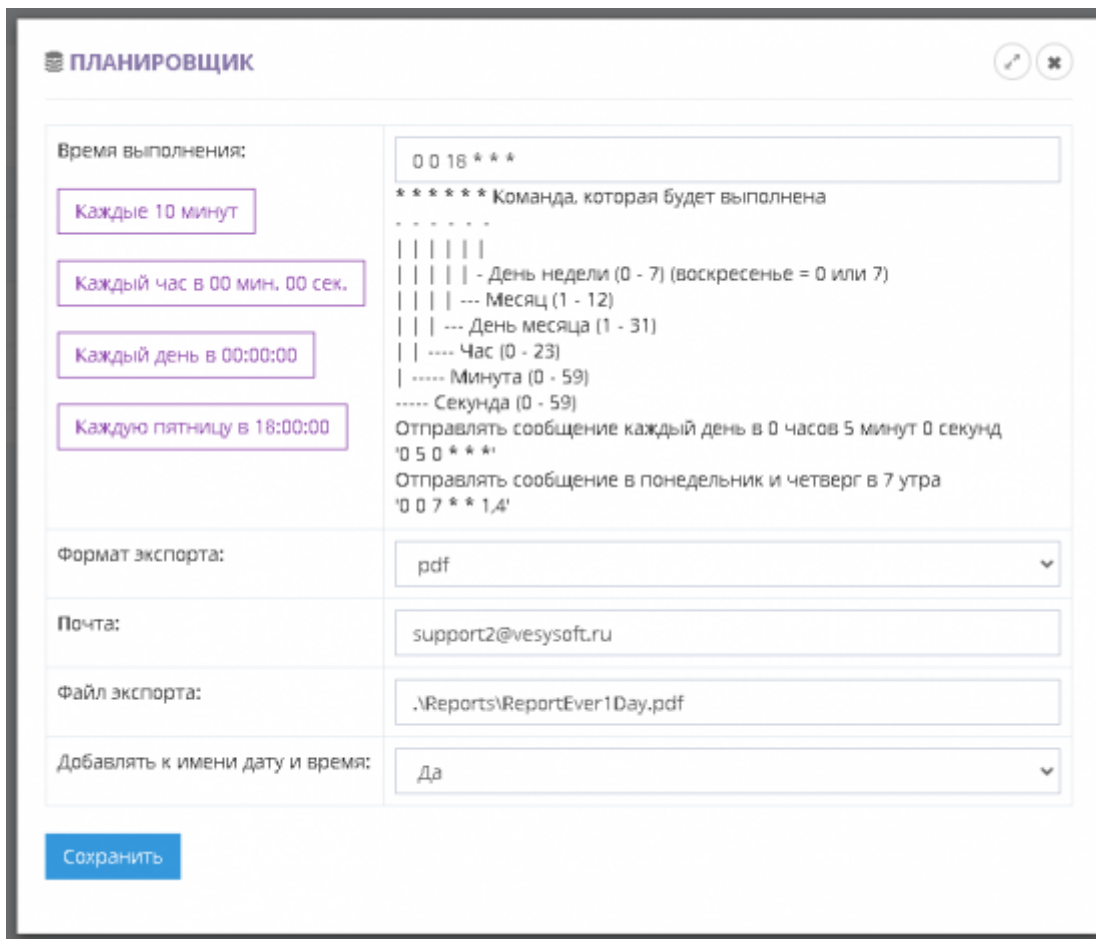 ПЛАНИРОВЩИК
Время выполнения:
Каждые 10 минут
Каждый час в 00 мин. 00 сек.
Каждый день в 00:00:00
Каждую пятницу в 18:00:00
0 0 18 * * *
* * * * * * Команда, которая будет выполнена
- - - - - -
| | | | | |
| | | | | - День недели (0 - 7) (воскресенье = 0 или 7)
| | | | --- Месяц (1 - 12)
| | | --- День месяца (1 - 31)
| | ---- Час (0 - 23)
| ----- Минута (0 - 59)
----- Секунда (0 - 59)
Отправлять сообщение каждый день в 0 часов 5 минут 0 секунд
'0 5 0 * * *'
Отправлять сообщение в понедельник и четверг в 7 утра
'0 0 7 * * 1,4'
Формат экспорта:
pdf
Почта:
support2@vesysoft.ru
Файл экспорта:
.\Reports\ReportEver1Day.pdf
Добавлять к имени дату и время:
Да
Сохранить